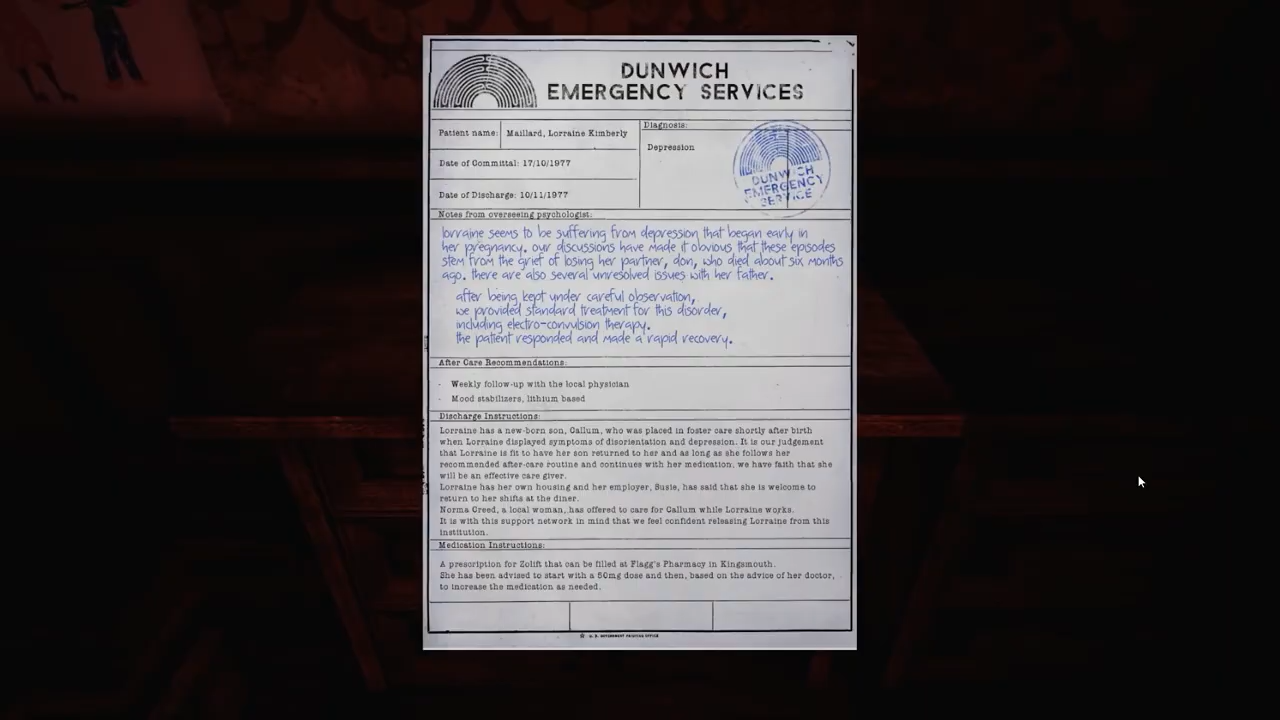 DUNWICH
EMERGENCY SERVICES
Patient name: Maillard, Lorraine Kimberly
Diagnosis:
Depression
Date of Committal: 17/10/1977
Date of Discharge: 10/11/1977
DUNWICH
EMERGENCY
SERVICE
Notes from overseeing psychologist:
lorraine seems to be suffering from depression that began early in
her pregnancy. our discussions have made it obvious that these episodes
stem from the grief of losing her partner, don, who died about six months
ago. there are also several unresolved issues with her father.
after being kept under careful observation,
we provided standard treatment for this disorder,
including electro-convulsion therapy.
the patient responded and made a rapid recovery.
After Care Recommendations:
- Weekly follow-up with the local physician
- Mood stabilizers, lithium based
Discharge Instructions:
Lorraine has a new-born son, Callum, who was placed in foster care shortly after birth
when Lorraine displayed symptoms of disorientation and depression. It is our judgement
that Lorraine is fit to have her son returned to her and as long as she follows her
recommended after-care routine and continues with her medication, we have faith that she
will be an effective care giver.
Lorraine has her own housing and her employer, Susie, has said that she is welcome to
return to her shifts at the diner.
Norma Creed, a local woman, has offered to care for Callum while Lorraine works.
It is with this support network in mind that we feel confident releasing Lorraine from this
institution.
Medication Instructions:
A prescription for Zolift that can be filled at Flagg's Pharmacy in Kingsmouth.
She has been advised to start with a 50mg dose and then, based on the advice of her doctor,
to increase the medication as needed.
U. S. GOVERNMENT PRINTING OFFICE